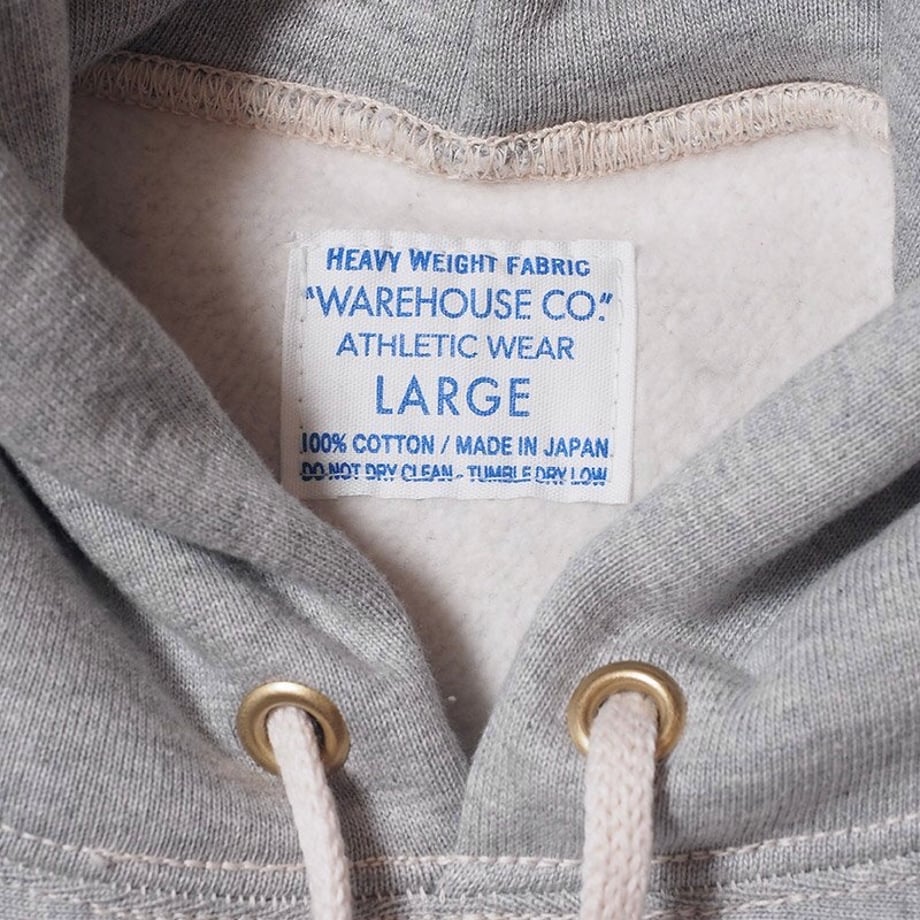 HEAVY WEIGHT FABRIC
"WAREHOUSE CO."
ATHLETIC WEAR
LARGE
100% COTTON / MADE IN JAPAN
DO NOT DRY CLEAN - TUMBLE DRY LOW